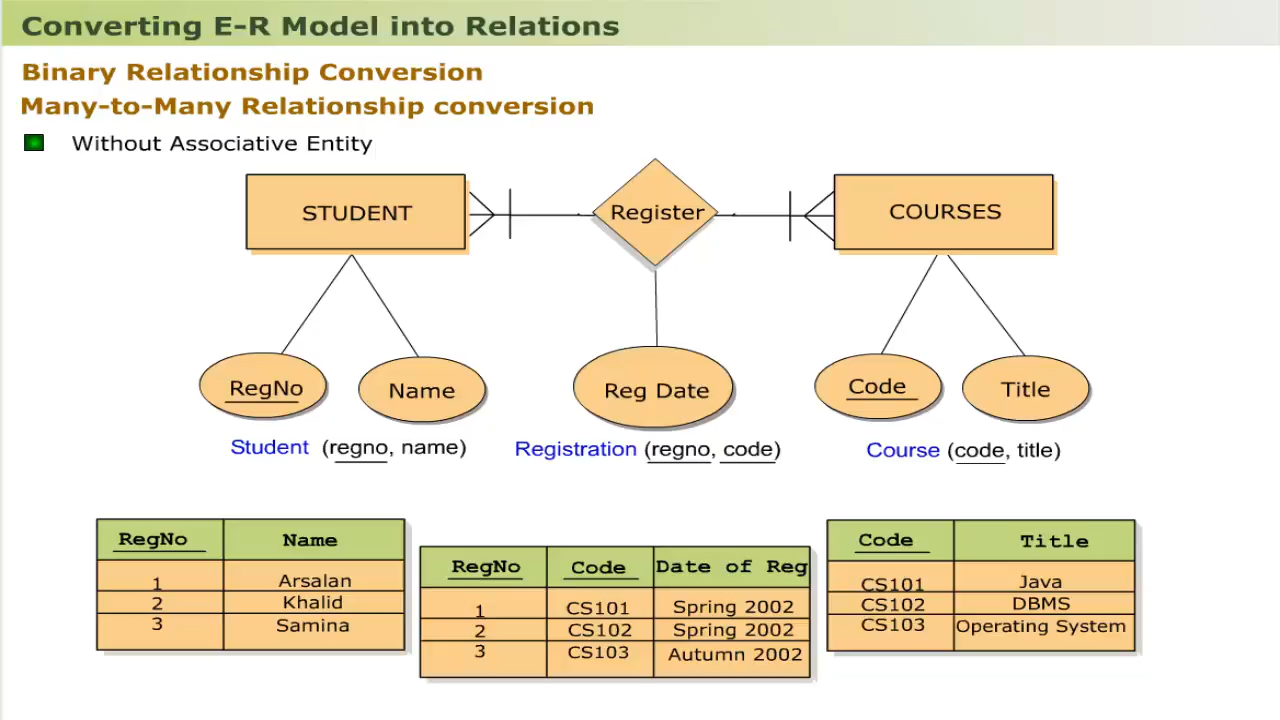 Converting E-R Model into Relations
Binary Relationship Conversion
Many-to-Many Relationship conversion
Without Associative Entity
STUDENT
Register
COURSES
RegNo
Name
Reg Date
Code
Title
Student (regno, name)
Registration (regno, code)
Course (code, title)
RegNo Name
1 Arsalan
2 Khalid
3 Samina
RegNo Code Date of Reg
1 CS101 Spring 2002
2 CS102 Spring 2002
3 CS103 Autumn 2002
Code Title
CS101 Java
CS102 DBMS
CS103 Operating System